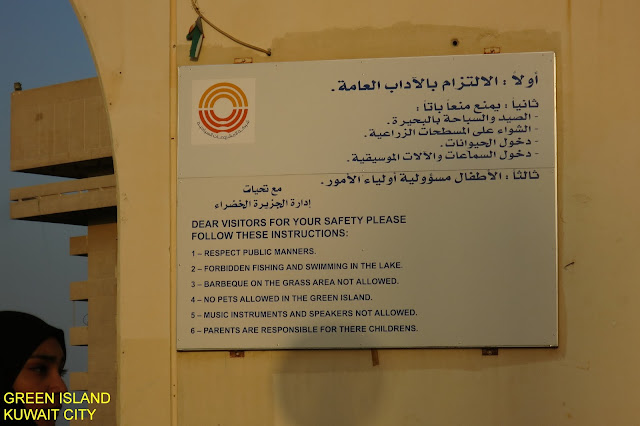 أولاً : الالتزام بالآداب العامة .
ثانيا : يمنع منعاً باتاً :
- الصيد والسباحة بالبحيرة .
- الشواء على المسطحات الزراعية .
- دخول الحيوانات .
- دخول السماعات والآلات الموسيقية .
ثالثاً : الأطفال مسؤولية أولياء الأمور .
مع تحيات
إدارة الجزيرة الخضراء
DEAR VISITORS FOR YOUR SAFETY PLEASE
FOLLOW THESE INSTRUCTIONS:
1 – RESPECT PUBLIC MANNERS.
2 – FORBIDDEN FISHING AND SWIMMING IN THE LAKE.
3 – BARBEQUE ON THE GRASS AREA NOT ALLOWED.
4 – NO PETS ALLOWED IN THE GREEN ISLAND.
5 – MUSIC INSTRUMENTS AND SPEAKERS NOT ALLOWED.
6 – PARENTS ARE RESPONSIBLE FOR THERE CHILDRENS.
GREEN ISLAND
KUWAIT CITY